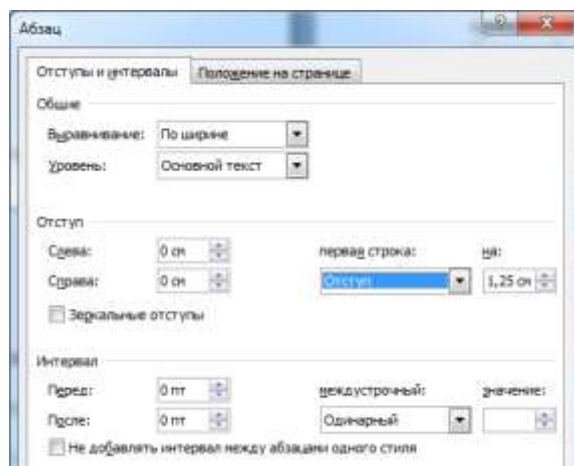 Абзац
Отступы и интервалы Положение на странице
Общие
Выравнивание: По ширине
Уровень: Основной текст
Отступ
Слева: 0 см первая строка: на:
Справа: 0 см Отступ 1,25 см
Зеркальные отступы
Интервал
Перед: 0 пт междустрочный: значение:
После: 0 пт Одинарный
Не добавлять интервал между абзацами одного стиля